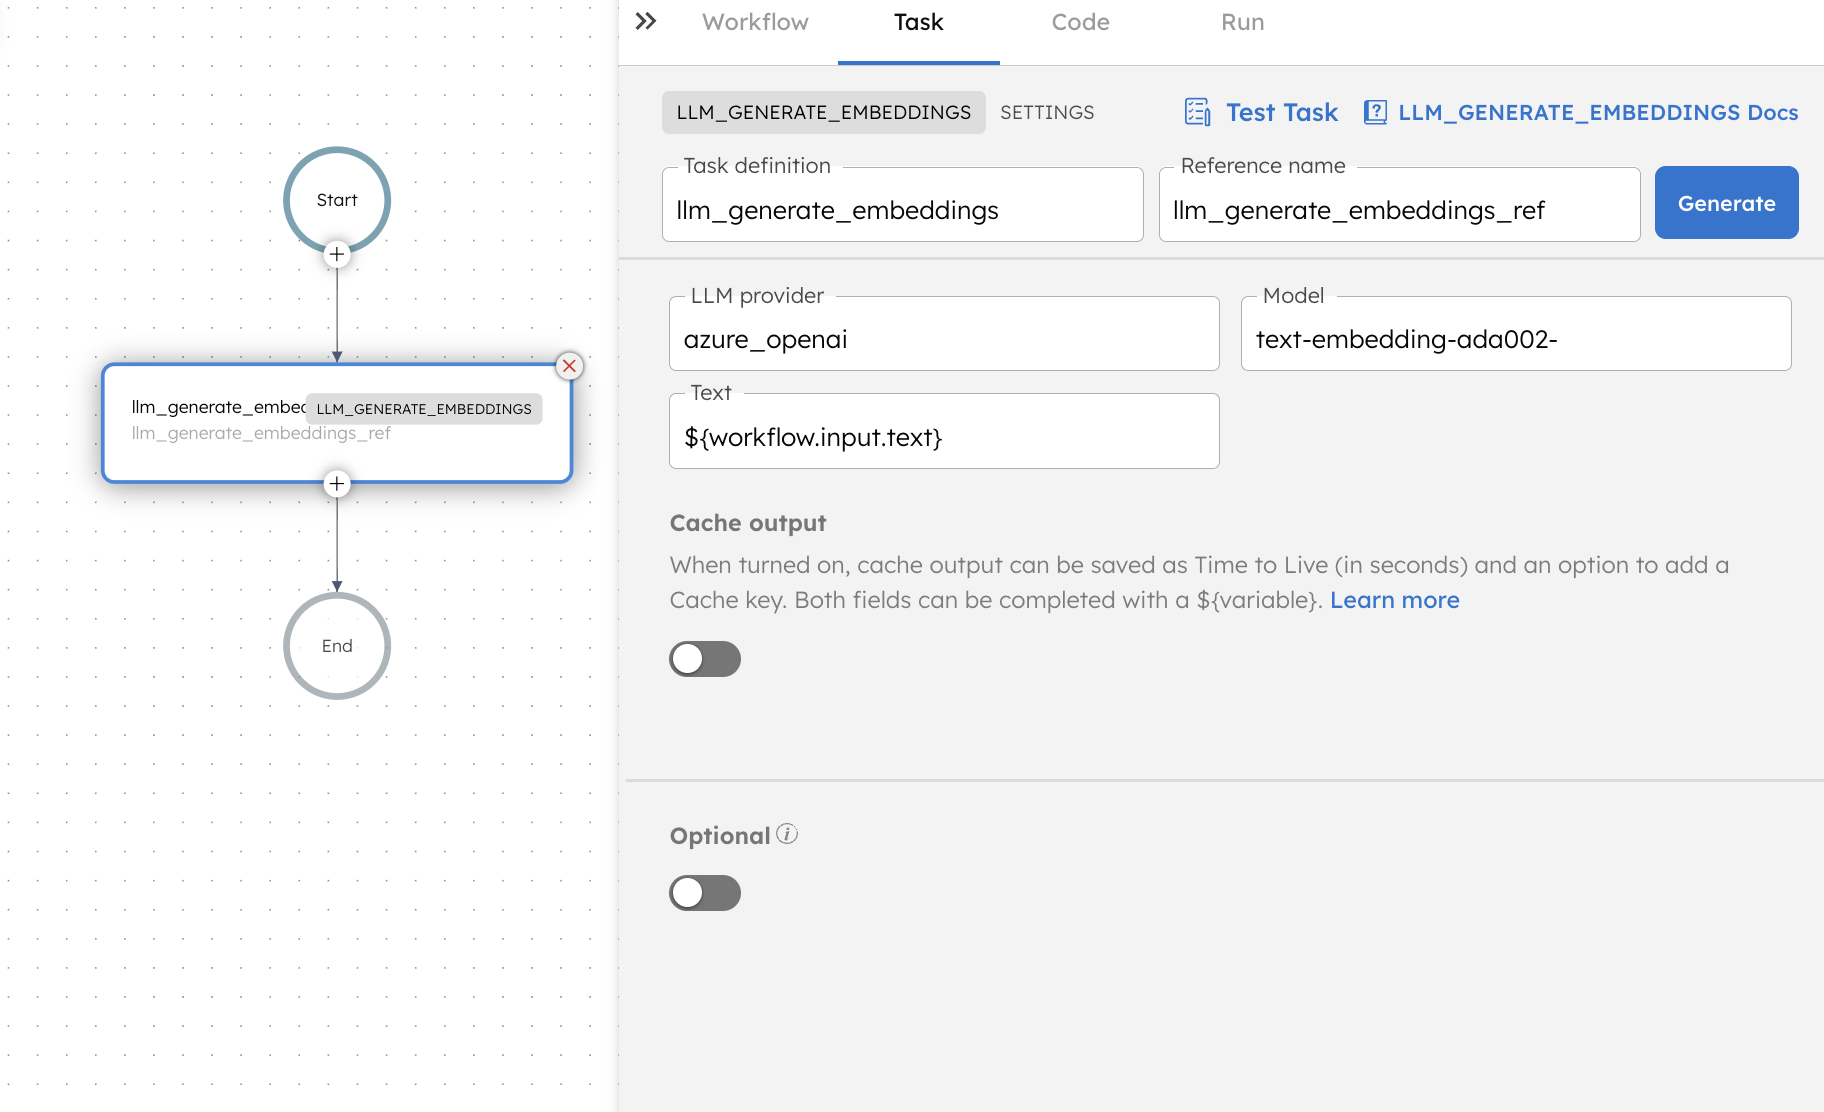 Start
llm_generate_embed
LLM_GENERATE_EMBEDDINGS
llm_generate_embeddings_ref
End
Workflow
Task
Code
Run
LLM_GENERATE_EMBEDDINGS
SETTINGS
Test Task
LLM_GENERATE_EMBEDDINGS Docs
Task definition
llm_generate_embeddings
Reference name
llm_generate_embeddings_ref
Generate
LLM provider
azure_openai
Model
text-embedding-ada002-
Text
${workflow.input.text}
Cache output
When turned on, cache output can be saved as Time to Live (in seconds) and an option to add a
Cache key. Both fields can be completed with a ${variable}. Learn more
Optional